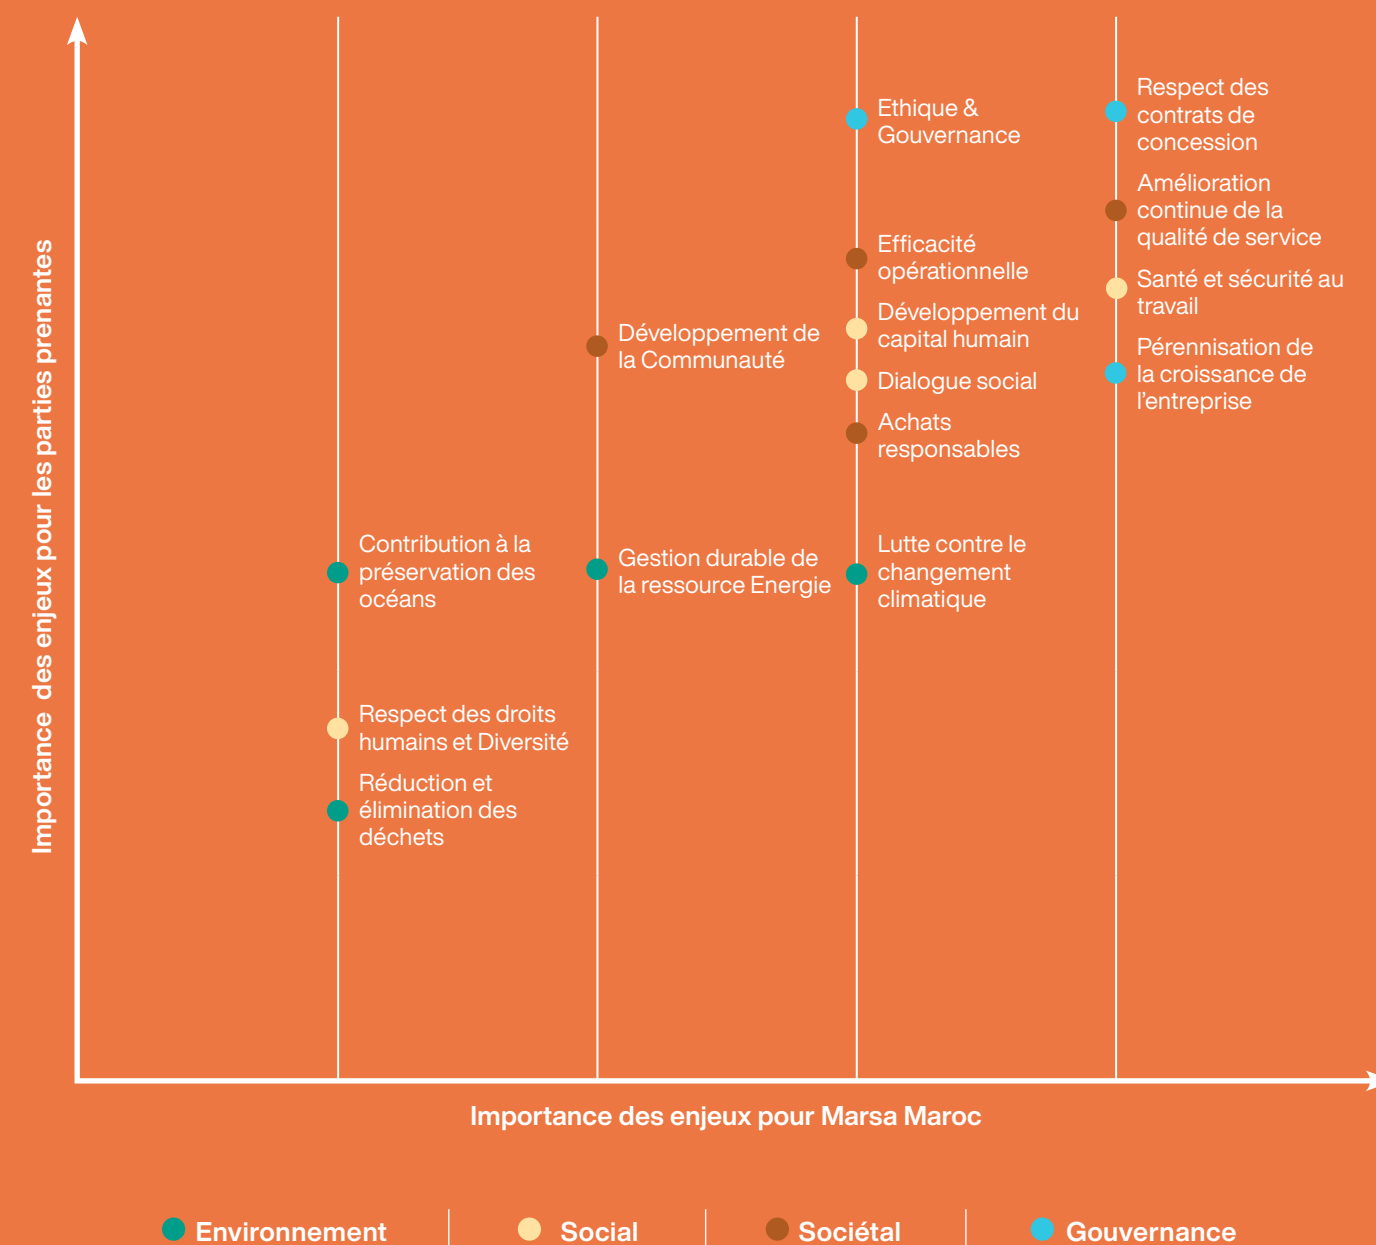 Importance des enjeux pour les parties prenantes
Ethique &
Gouvernance
Respect des
contrats de
concession
Amélioration
continue de la
qualité de service
Efficacité
opérationnelle
Santé et sécurité au
travail
Développement du
capital humain
Développement de
la Communauté
Pérennisation de
la croissance de
l’entreprise
Dialogue social
Achats
responsables
Contribution à la
préservation des
océans
Gestion durable de
la ressource Energie
Lutte contre le
changement
climatique
Respect des droits
humains et Diversité
Réduction et
élimination des
déchets
Importance des enjeux pour Marsa Maroc
Environnement
Social
Sociétal
Gouvernance